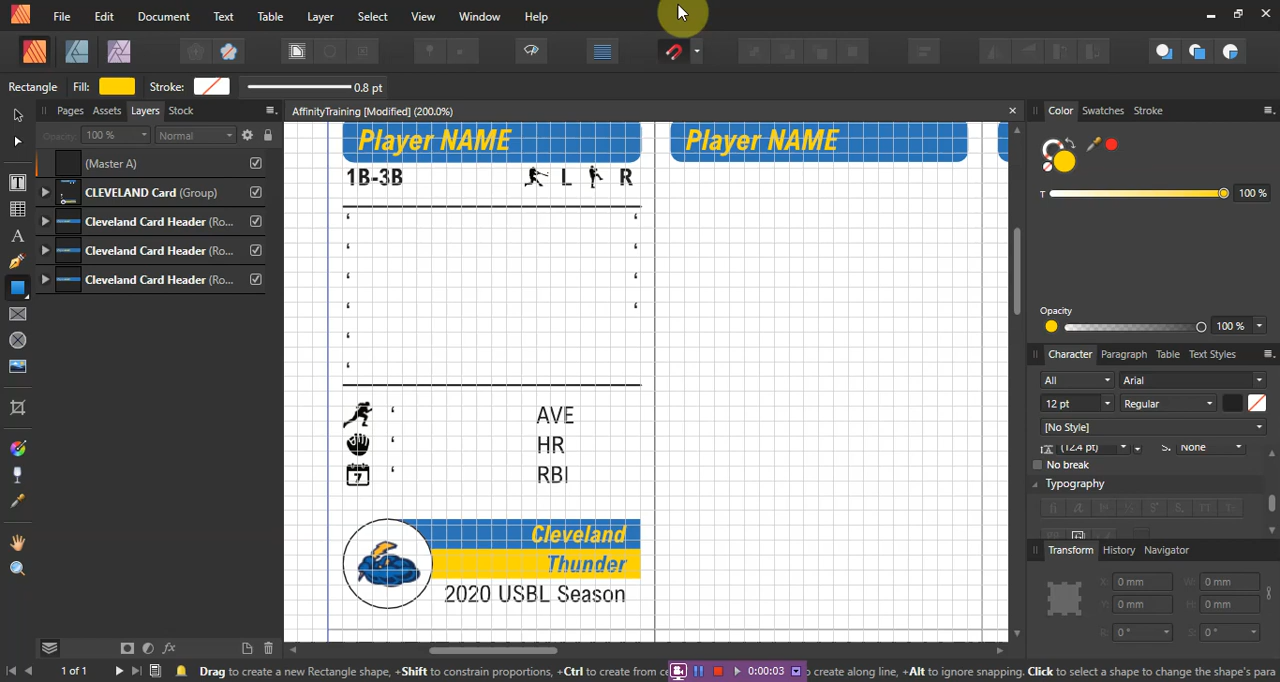 File Edit Document Text Table Layer Select View Window Help
Rectangle Fill: Stroke: 0.8 pt
Pages Assets Layers Stock
AffinityTraining [Modified] (200.0%)
Color Swatches Stroke
Opacity: 100 % Normal
(Master A)
CLEVELAND Card (Group)
Cleveland Card Header (Ro...
Cleveland Card Header (Ro...
Cleveland Card Header (Ro...
Player NAME
Player NAME
1B-3B L R
AVE
HR
7 RBI
Cleveland
Thunder
2020 USBL Season
T 100 %
Opacity
100 %
Character Paragraph Table Text Styles
All Arial
12 pt Regular
[No Style]
(12.4 pt) None
No break
Typography
Transform History Navigator
X: 0 mm W: 0 mm
Y: 0 mm H: 0 mm
R: 0 ° S: 0 °
1 of 1
Drag to create a new Rectangle shape, +Shift to constrain proportions, +Ctrl to create from ce 0:00:03 o create along line, +Alt to ignore snapping. Click to select a shape to change the shape's para